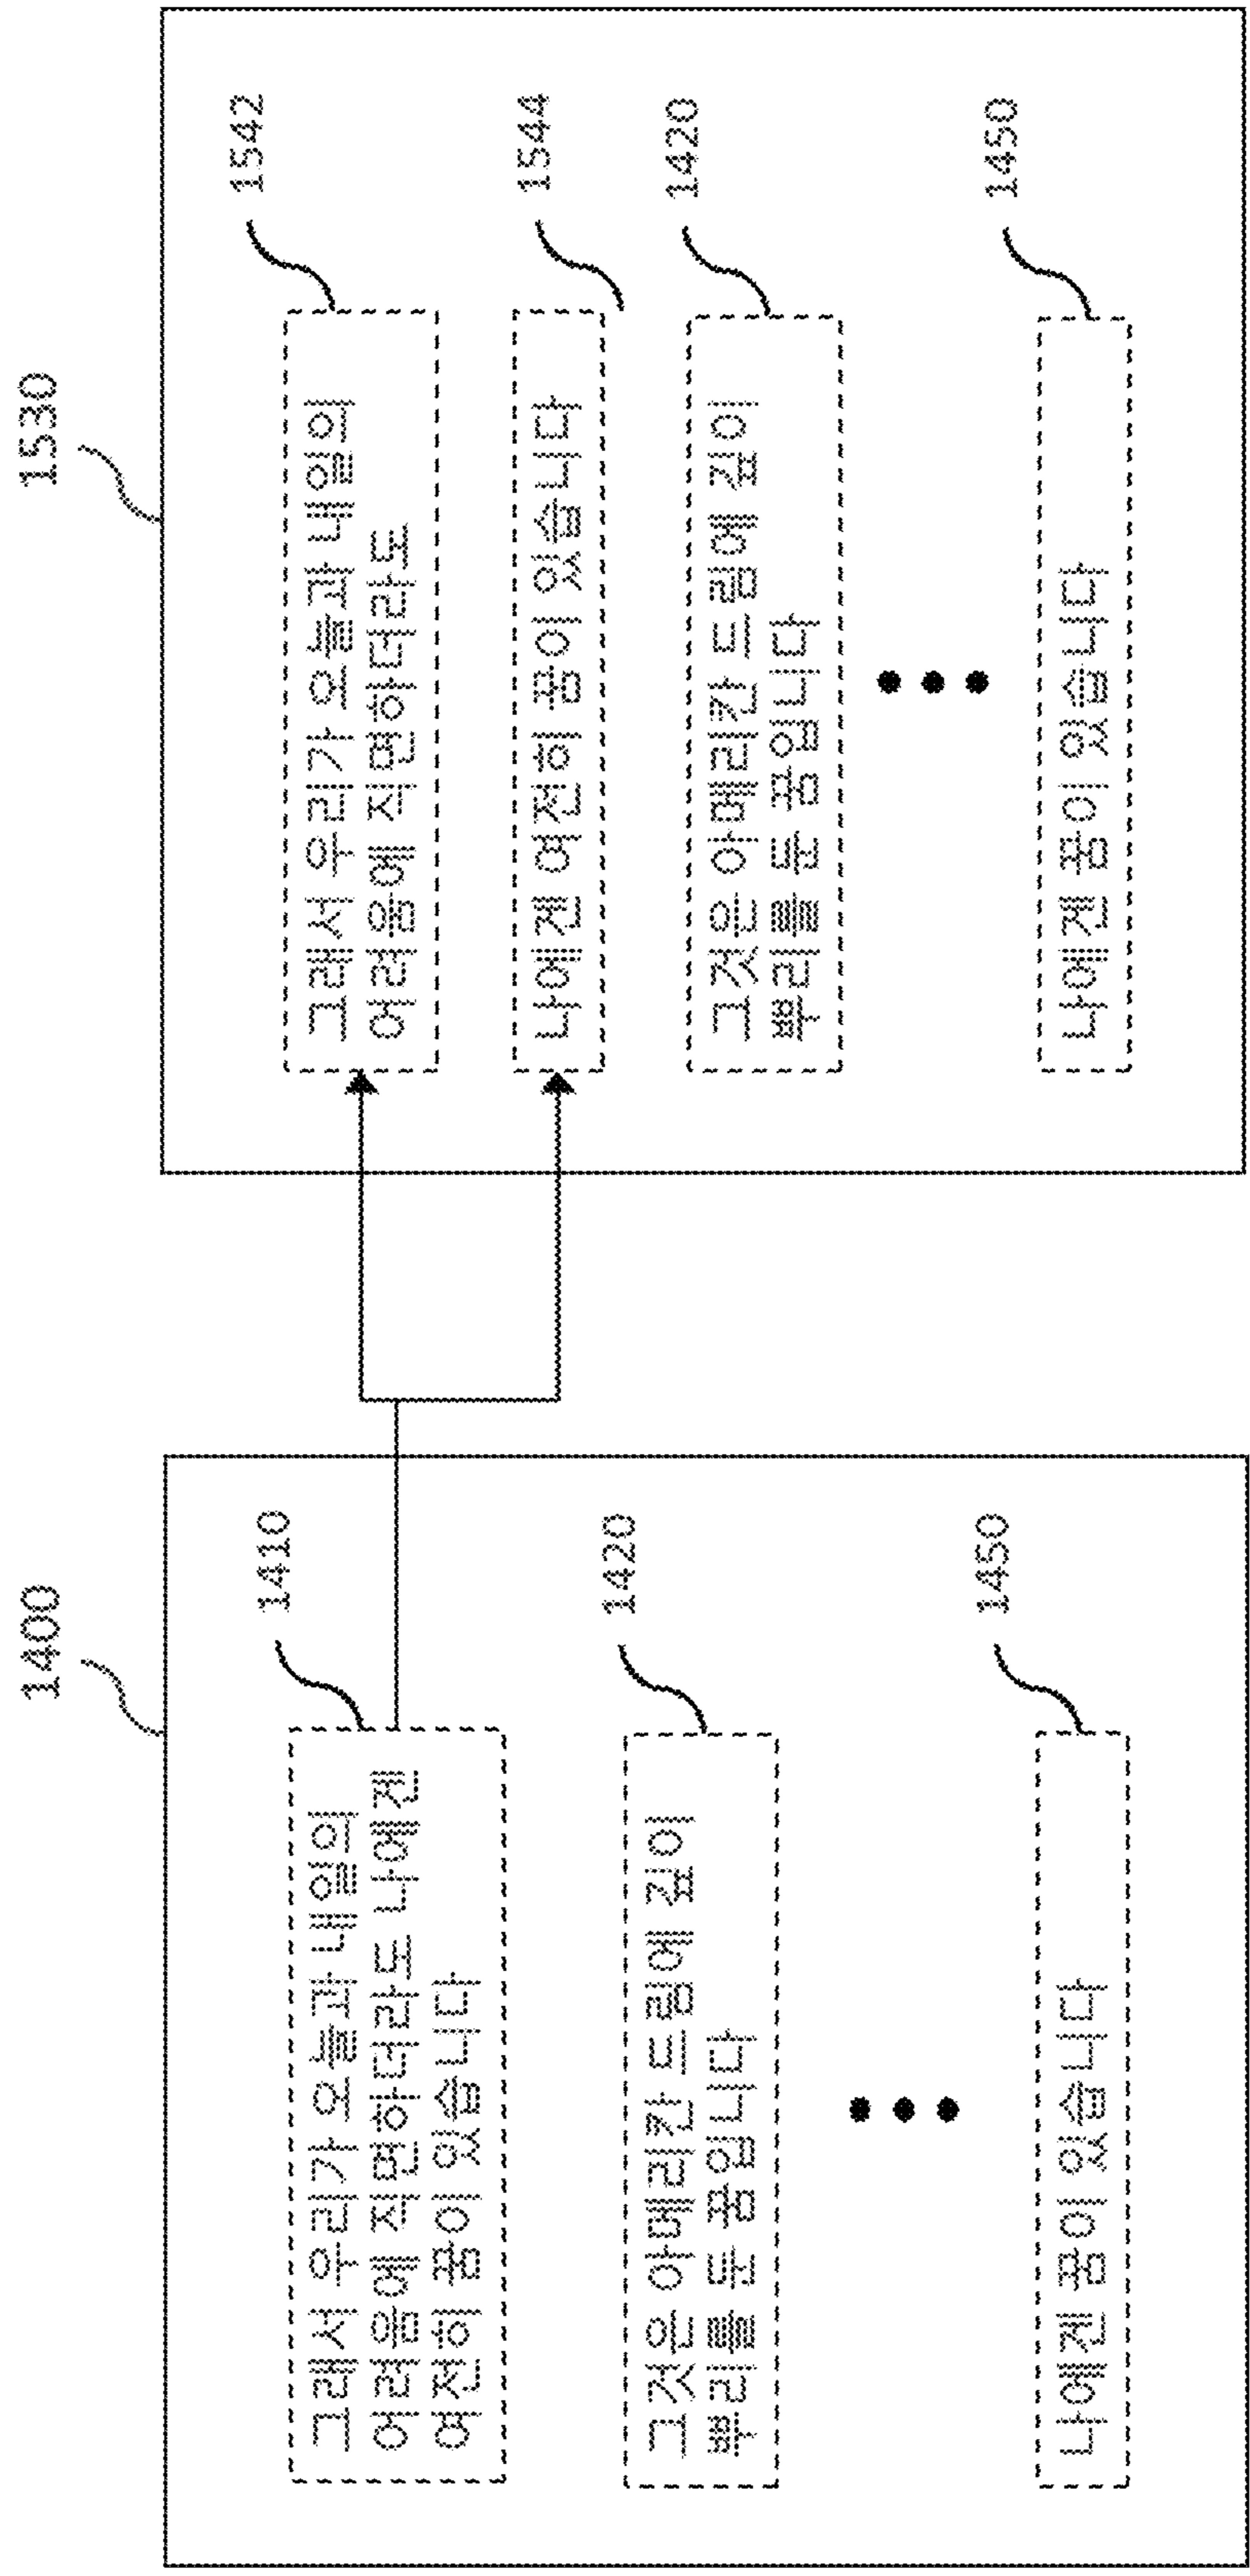 1400
1410
그래서 우리가 오늘과 내일의
어려움에 직면하더라도 나에겐
여전히 꿈이 있습니다
1420
그것은 아메리칸 드림에 깊이
뿌리를 둔 꿈입니다
1450
나에겐 꿈이 있습니다
1530
1542
그래서 우리가 오늘과 내일의
어려움에 직면하더라도
1544
나에겐 여전히 꿈이 있습니다
1420
그것은 아메리칸 드림에 깊이
뿌리를 둔 꿈입니다
1450
나에겐 꿈이 있습니다